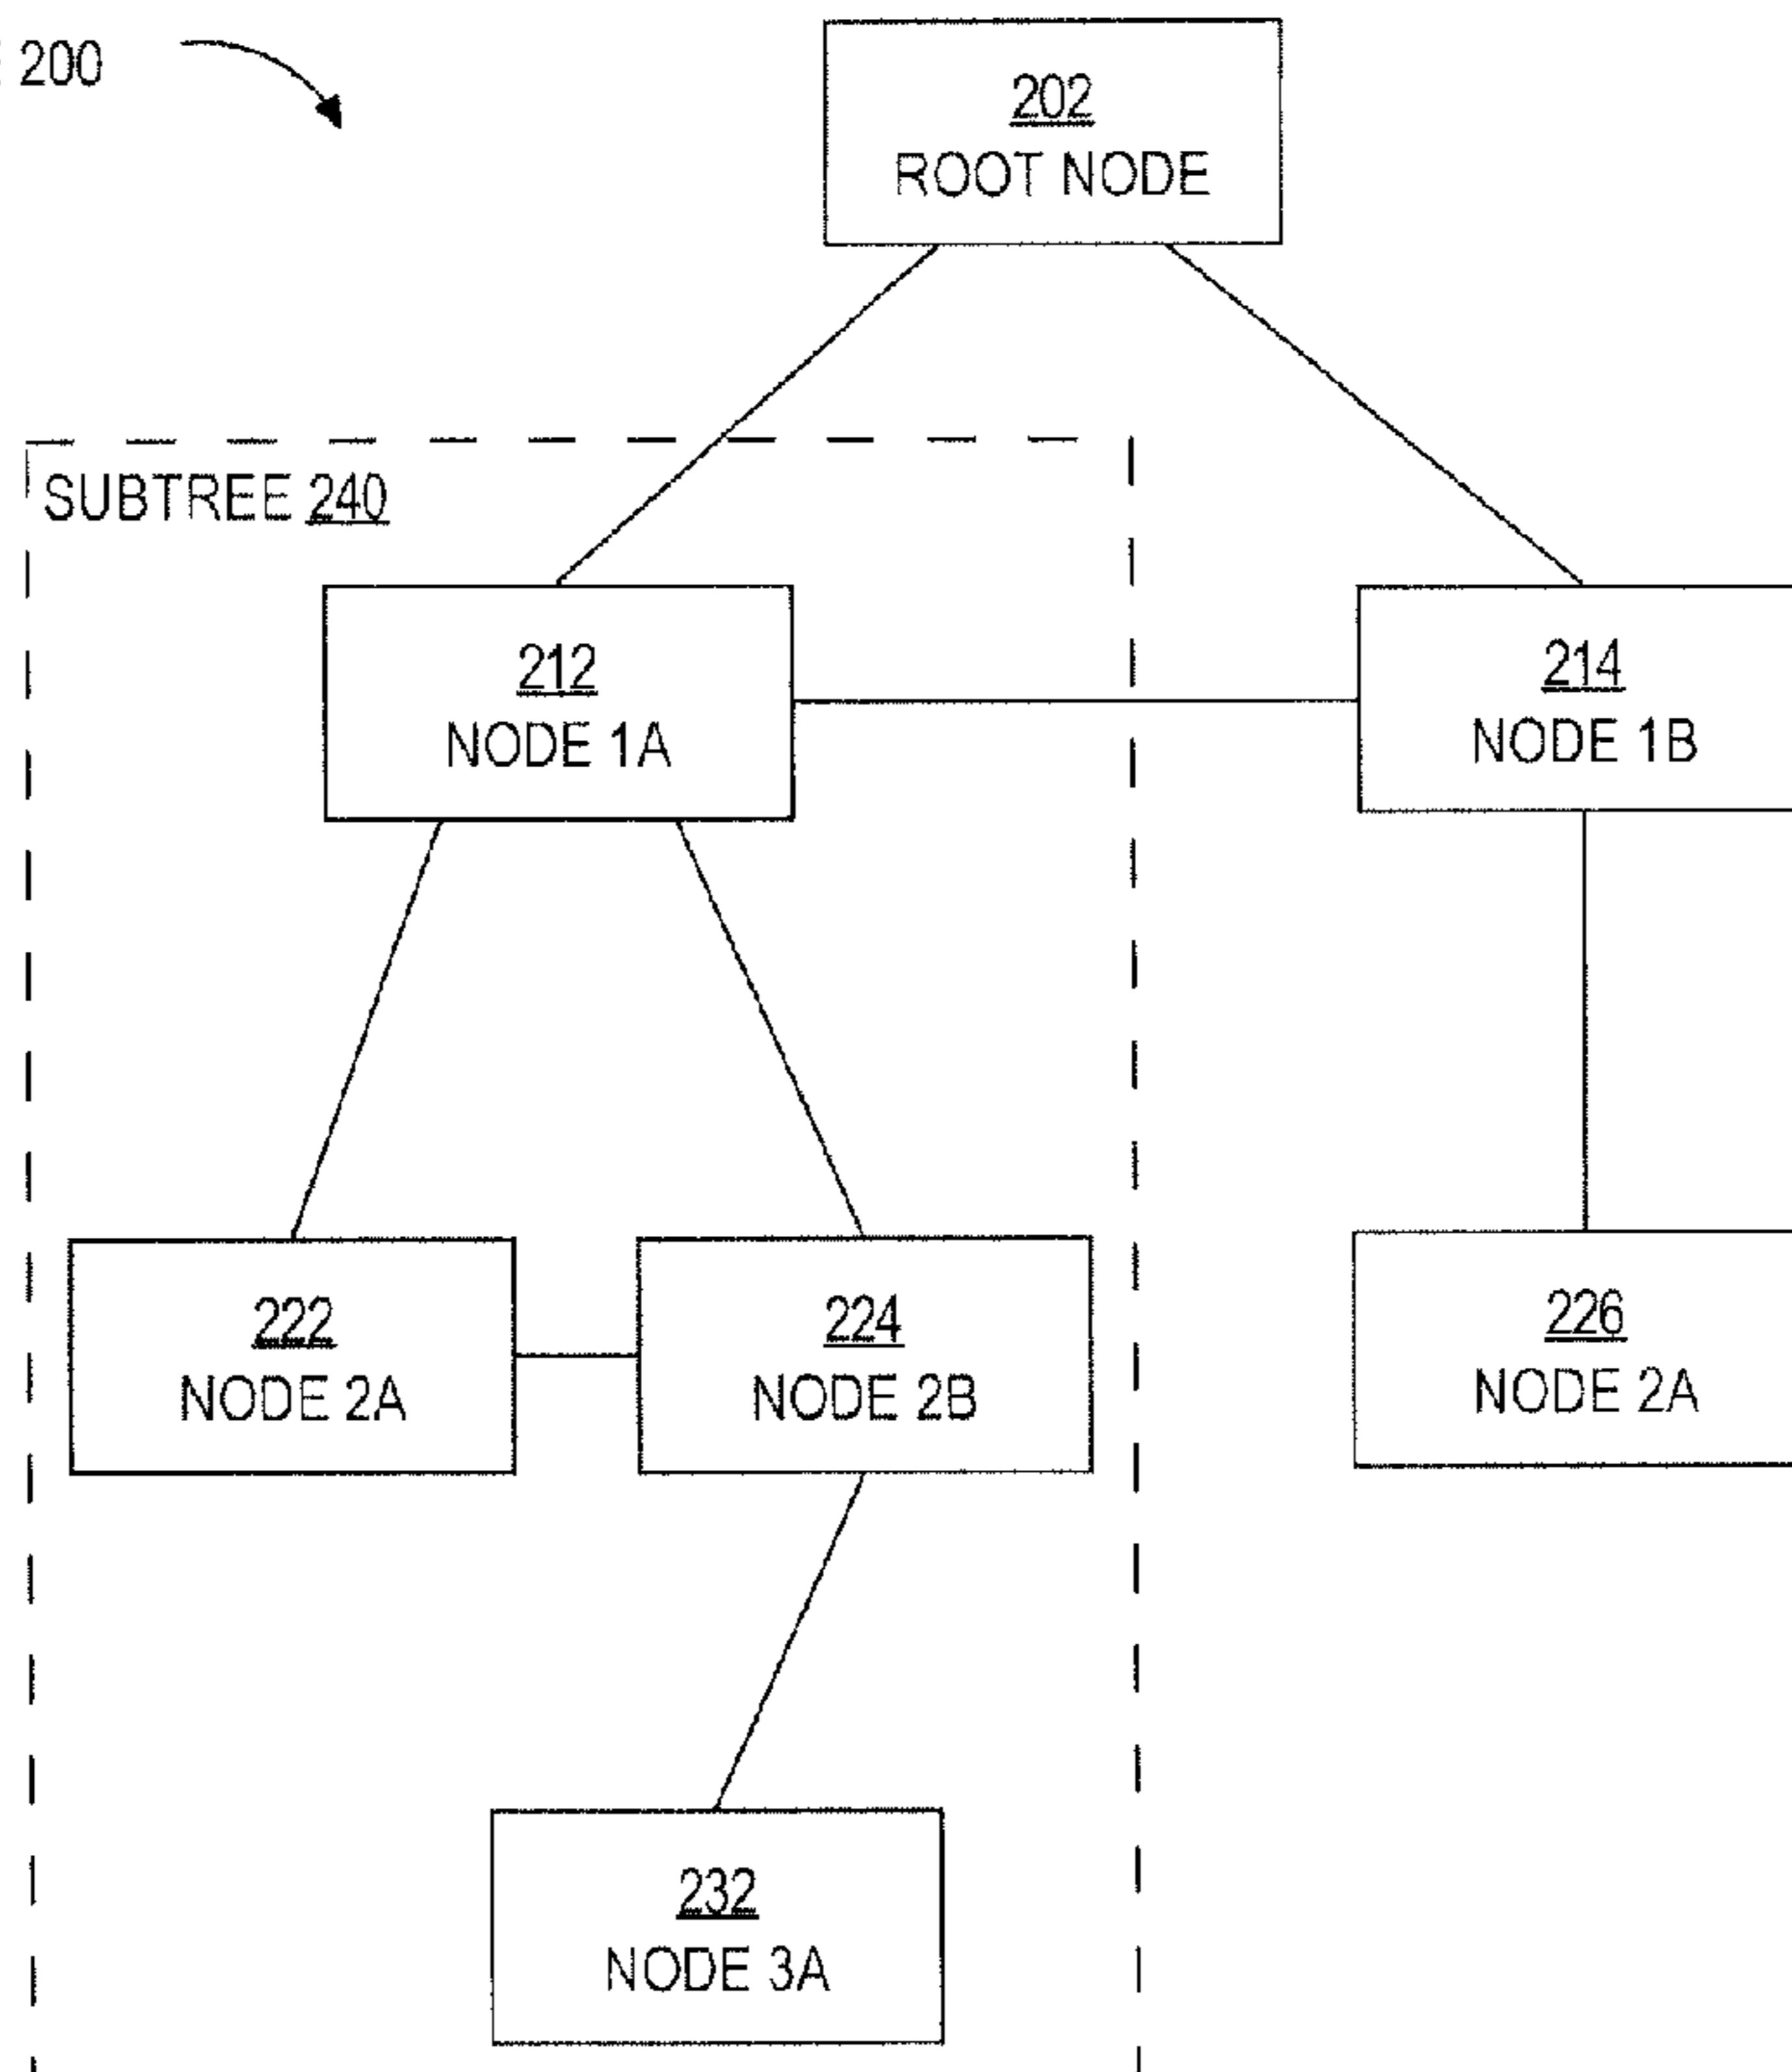 200
202
ROOT NODE
SUBTREE 240
212
NODE 1A
214
NODE 1B
222
NODE 2A
224
NODE 2B
226
NODE 2A
232
NODE 3A